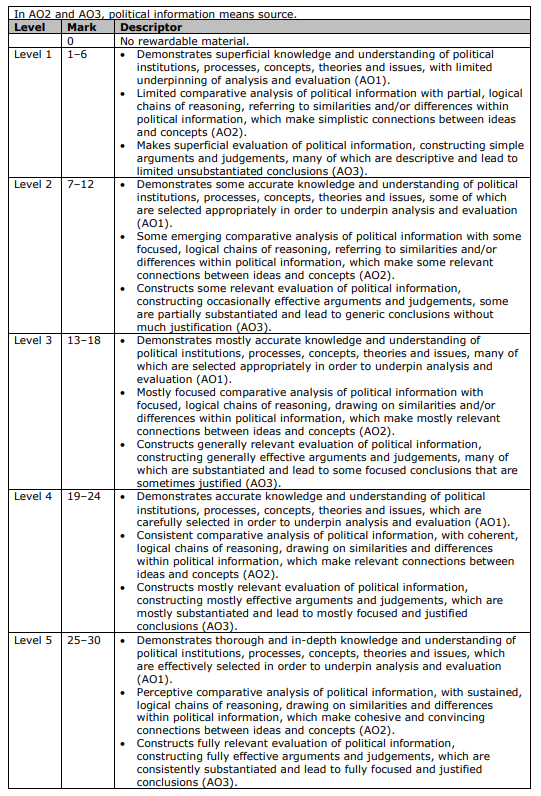 In AO2 and AO3, political information means source.
Level Mark Descriptor
0 No rewardable material.
Level 1 1–6 • Demonstrates superficial knowledge and understanding of political
institutions, processes, concepts, theories and issues, with limited
underpinning of analysis and evaluation (AO1).
• Limited comparative analysis of political information with partial, logical
chains of reasoning, referring to similarities and/or differences within
political information, which make simplistic connections between ideas
and concepts (AO2).
• Makes superficial evaluation of political information, constructing simple
arguments and judgements, many of which are descriptive and lead to
limited unsubstantiated conclusions (AO3).
Level 2 7–12 • Demonstrates some accurate knowledge and understanding of political
institutions, processes, concepts, theories and issues, some of which
are selected appropriately in order to underpin analysis and evaluation
(AO1).
• Some emerging comparative analysis of political information with some
focused, logical chains of reasoning, referring to similarities and/or
differences within political information, which make some relevant
connections between ideas and concepts (AO2).
• Constructs some relevant evaluation of political information,
constructing occasionally effective arguments and judgements, some
are partially substantiated and lead to generic conclusions without
much justification (AO3).
Level 3 13–18 • Demonstrates mostly accurate knowledge and understanding of
political institutions, processes, concepts, theories and issues, many of
which are selected appropriately in order to underpin analysis and
evaluation (AO1).
• Mostly focused comparative analysis of political information with
focused, logical chains of reasoning, drawing on similarities and/or
differences within political information, which make mostly relevant
connections between ideas and concepts (AO2).
• Constructs generally relevant evaluation of political information,
constructing generally effective arguments and judgements, many of
which are substantiated and lead to some focused conclusions that are
sometimes justified (AO3).
Level 4 19–24 • Demonstrates accurate knowledge and understanding of political
institutions, processes, concepts, theories and issues, which are
carefully selected in order to underpin analysis and evaluation (AO1).
• Consistent comparative analysis of political information, with coherent,
logical chains of reasoning, drawing on similarities and differences
within political information, which make relevant connections between
ideas and concepts (AO2).
• Constructs mostly relevant evaluation of political information,
constructing mostly effective arguments and judgements, which are
mostly substantiated and lead to mostly focused and justified
conclusions (AO3).
Level 5 25–30 • Demonstrates thorough and in-depth knowledge and understanding of
political institutions, processes, concepts, theories and issues, which
are effectively selected in order to underpin analysis and evaluation
(AO1).
• Perceptive comparative analysis of political information, with sustained,
logical chains of reasoning, drawing on similarities and differences
within political information, which make cohesive and convincing
connections between ideas and concepts (AO2).
• Constructs fully relevant evaluation of political information,
constructing fully effective arguments and judgements, which are
consistently substantiated and lead to fully focused and justified
conclusions (AO3).